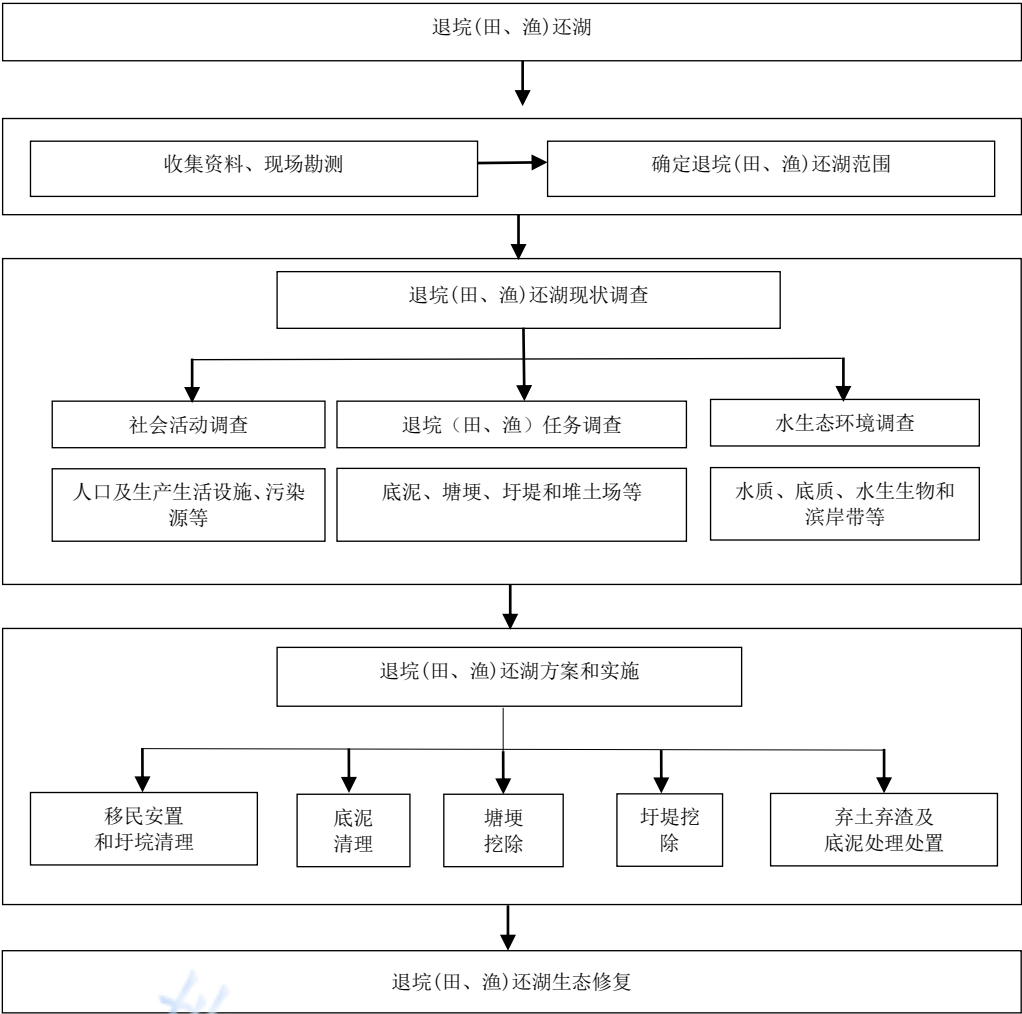 退垸(田、渔)还湖
收集资料、现场勘测
确定退垸(田、渔)还湖范围
退垸(田、渔)还湖现状调查
社会活动调查
退垸（田、渔）任务调查
水生态环境调查
人口及生产生活设施、污染
源等
底泥、塘埂、圩堤和堆土场等
水质、底质、水生生物和
滨岸带等
退垸(田、渔)还湖方案和实施
移民安置
和圩垸清理
底泥
清理
塘埂
挖除
圩堤挖
除
弃土弃渣及
底泥处理处置
退垸(田、渔)还湖生态修复